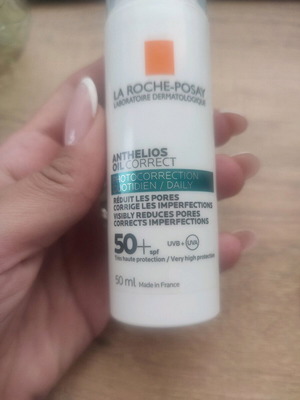 LA ROCHE-POSAY
LABORATOIRE DERMATOLOGIQUE
ANTHELIOS
OIL CORRECT
PHOTOCORRECTION
QUOTIDIEN / DAILY
RÉDUIT LES PORES
CORRIGE LES IMPERFECTIONS
VISIBLY REDUCES PORES
CORRECTS IMPERFECTIONS
50+ spf UVB + UVA
Très haute protection / Very high protection
50 ml Made in France